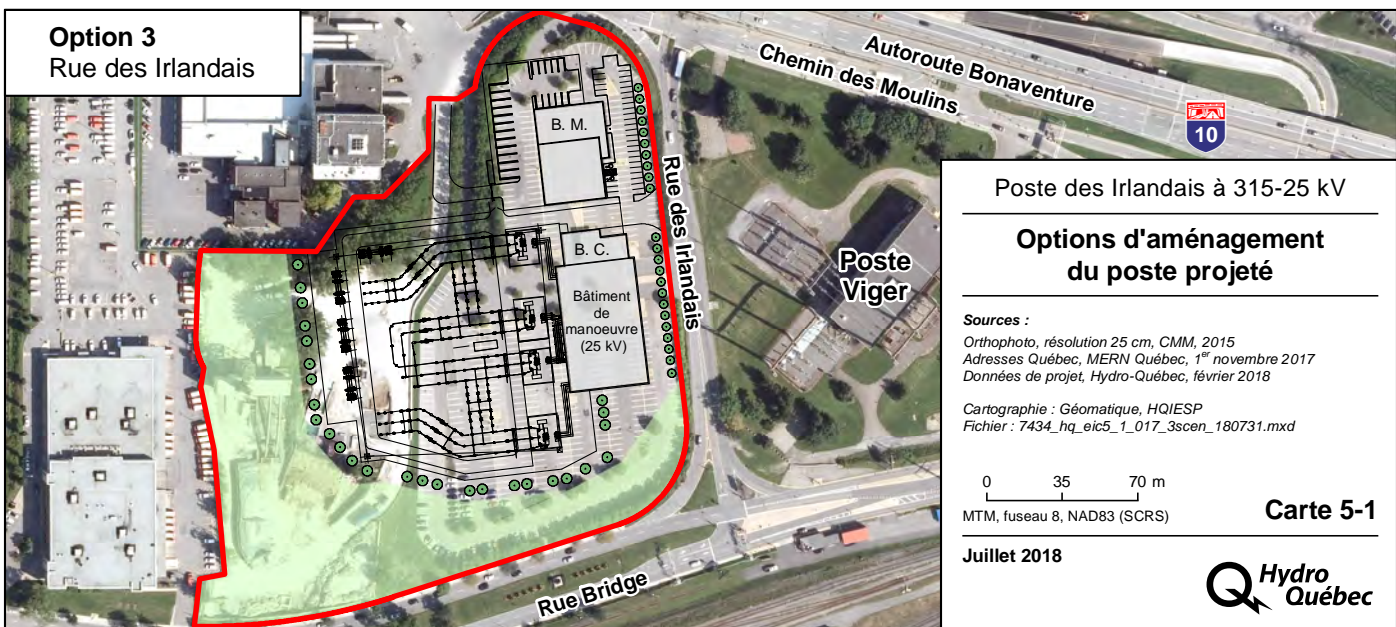 Option 3
Rue des Irlandais
B. M.
B. C.
Bâtiment
de
manoeuvre
(25 kV)
Rue des Irlandais
Chemin des Moulins
Autoroute Bonaventure
10
Poste
Viger
Rue Bridge
Poste des Irlandais à 315-25 kV
Options d'aménagement
du poste projeté
Sources :
Orthophoto, résolution 25 cm, CMM, 2015
Adresses Québec, MERN Québec, 1er novembre 2017
Données de projet, Hydro-Québec, février 2018
Cartographie : Géomatique, HQIESP
Fichier : 7434_hq_eic5_1_017_3scen_180731.mxd
0 35 70 m
MTM, fuseau 8, NAD83 (SCRS)
Carte 5-1
Juillet 2018
Hydro
Québec